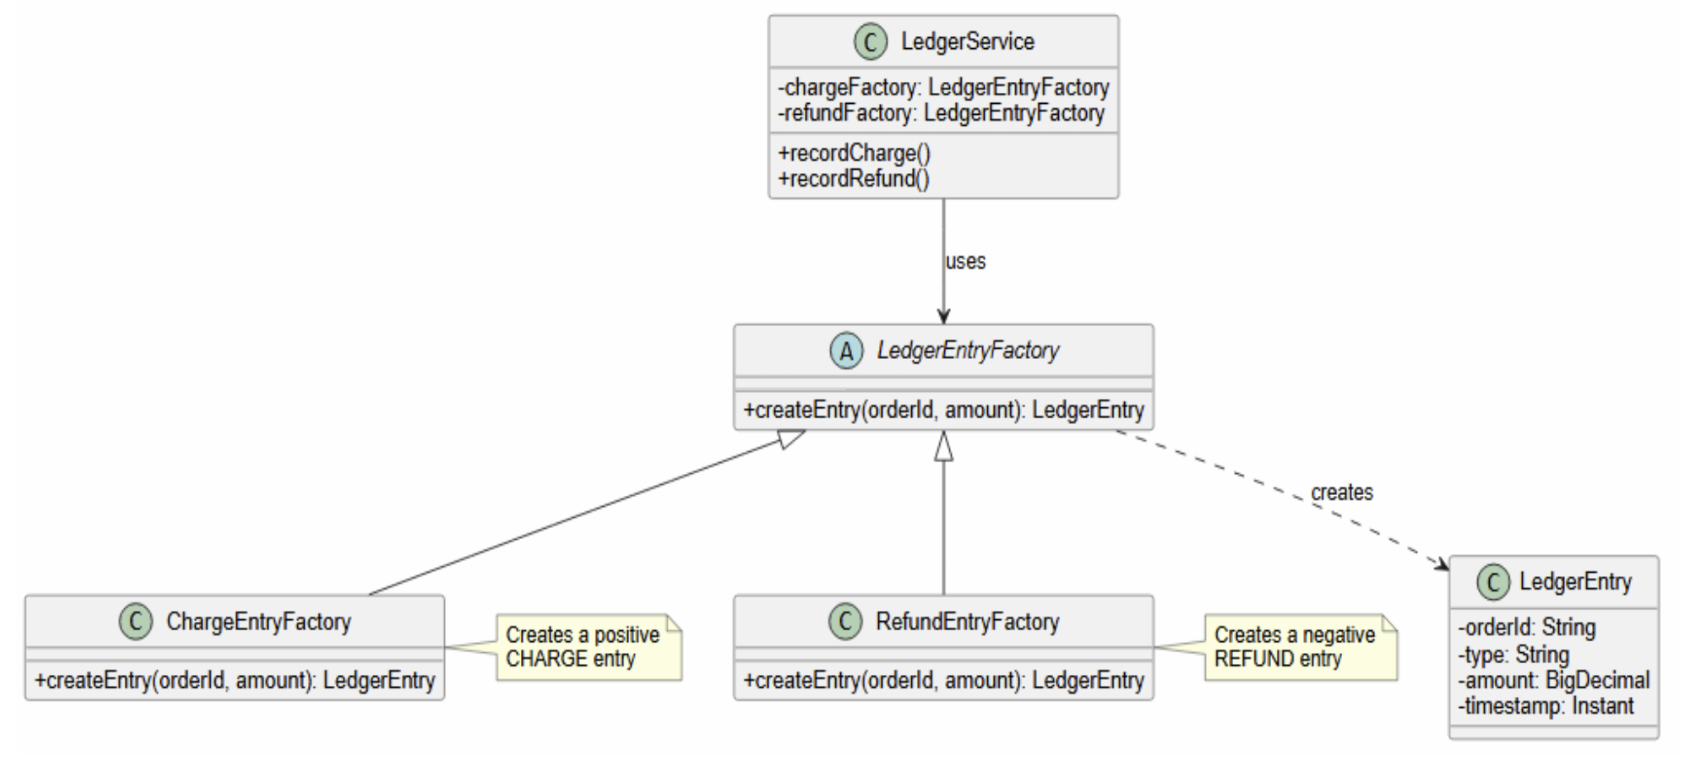 C LedgerService
-chargeFactory: LedgerEntryFactory
-refundFactory: LedgerEntryFactory
+recordCharge()
+recordRefund()
uses
A LedgerEntryFactory
+createEntry(orderId, amount): LedgerEntry
creates
C ChargeEntryFactory
+createEntry(orderId, amount): LedgerEntry
Creates a positive
CHARGE entry
C RefundEntryFactory
+createEntry(orderId, amount): LedgerEntry
Creates a negative
REFUND entry
C LedgerEntry
-orderId: String
-type: String
-amount: BigDecimal
-timestamp: Instant